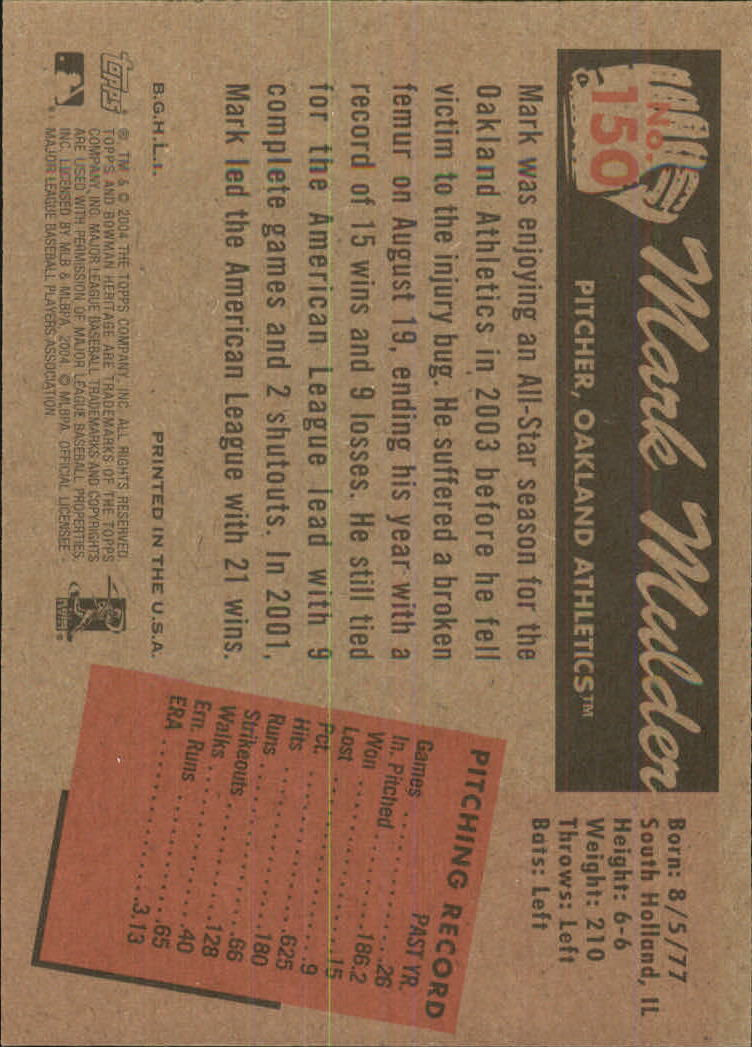 No.
150
Mark Mulder
PITCHER, OAKLAND ATHLETICS™
Born: 8/5/77
South Holland, IL
Height: 6-6
Weight: 210
Throws: Left
Bats: Left
Mark was enjoying an All-Star season for the
Oakland Athletics in 2003 before he fell
victim to the injury bug. He suffered a broken
femur on August 19, ending his year with a
record of 15 wins and 9 losses. He still tied
for the American League lead with 9
complete games and 2 shutouts. In 2001,
Mark led the American League with 21 wins.
PITCHING RECORD
PAST YR.
Games . . . . . . . . . . . . .26
In. Pitched . . . . . . . . .186.2
Won . . . . . . . . . . . . . .15
Lost . . . . . . . . . . . . . .9
Pct. . . . . . . . . . . . . . .625
Hits . . . . . . . . . . . . . .180
Runs . . . . . . . . . . . . . .66
Strikeouts . . . . . . . . . .128
Walks . . . . . . . . . . . . .40
Ern. Runs . . . . . . . . . . .65
ERA . . . . . . . . . . . . . .3.13
B.G.H.L.I. PRINTED IN THE U.S.A.
topps
® TM & © 2004 THE TOPPS COMPANY, INC. ALL RIGHTS RESERVED.
TOPPS AND BOWMAN HERITAGE ARE TRADEMARKS OF THE TOPPS
COMPANY, INC. MAJOR LEAGUE BASEBALL TRADEMARKS AND COPYRIGHTS
ARE USED WITH PERMISSION OF MAJOR LEAGUE BASEBALL PROPERTIES,
INC. LICENSED BY MLB & MLBPA 2004. © MLBPA. OFFICIAL LICENSEE -
MAJOR LEAGUE BASEBALL PLAYERS ASSOCIATION.